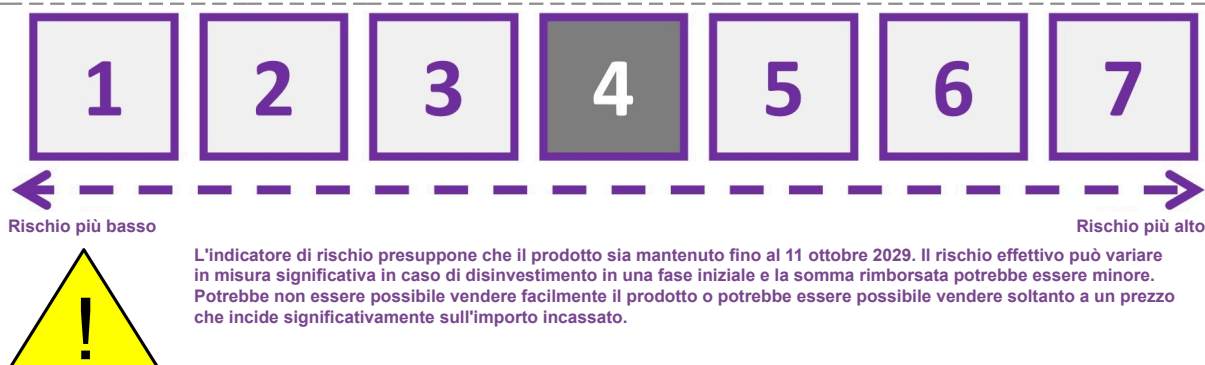 1 2 3 4 5 6 7
Rischio più basso Rischio più alto
L'indicatore di rischio presuppone che il prodotto sia mantenuto fino al 11 ottobre 2029. Il rischio effettivo può variare
in misura significativa in caso di disinvestimento in una fase iniziale e la somma rimborsata potrebbe essere minore.
Potrebbe non essere possibile vendere facilmente il prodotto o potrebbe essere possibile vendere soltanto a un prezzo
che incide significativamente sull'importo incassato.
!